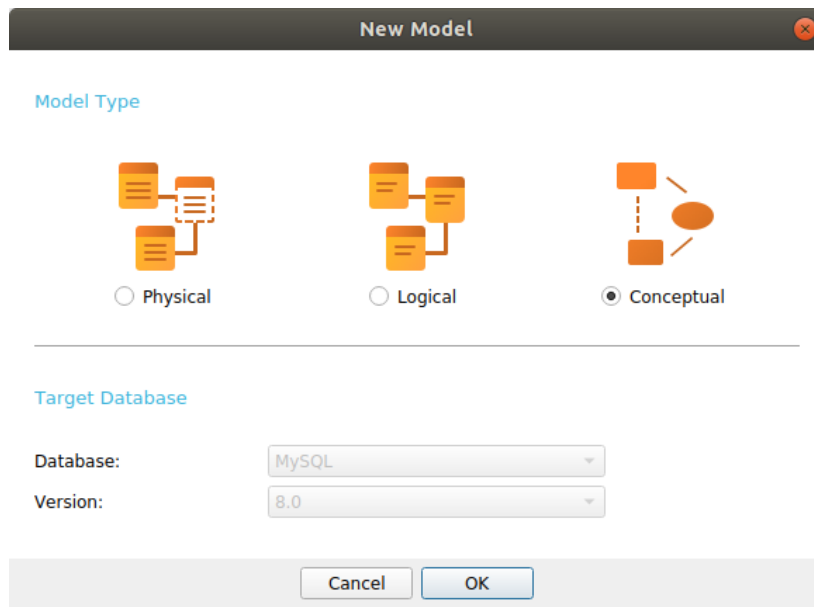 New Model
Model Type
Physical Logical Conceptual
Target Database
Database: MySQL
Version: 8.0
Cancel OK